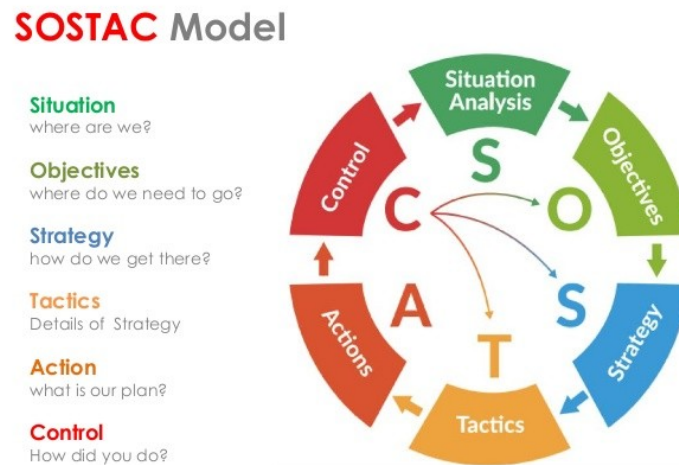 SOSTAC Model
Situation
where are we?
Objectives
where do we need to go?
Strategy
how do we get there?
Tactics
Details of Strategy
Action
what is our plan?
Control
How did you do?
Situation
Analysis
Objectives
Strategy
Tactics
Actions
Control
S
O
S
T
A
C